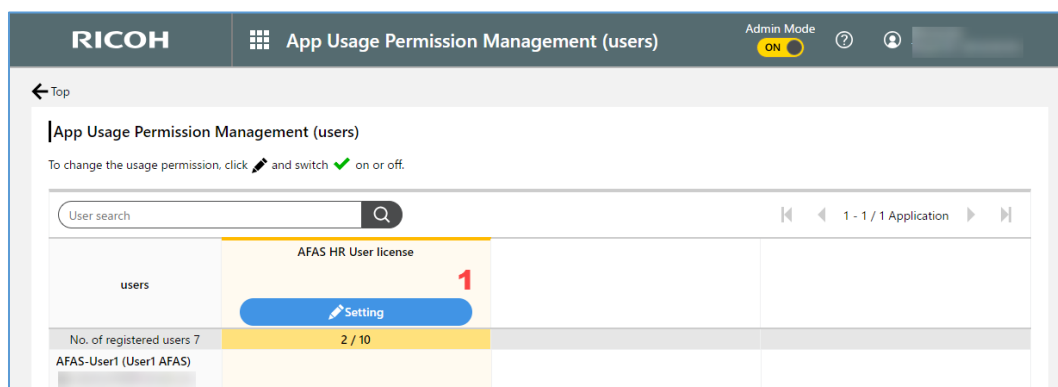 RICOH
App Usage Permission Management (users)
Admin Mode
ON
Top
App Usage Permission Management (users)
To change the usage permission, click and switch on or off.
User search
1 - 1 / 1 Application
users
AFAS HR User license
1
Setting
No. of registered users 7
2 / 10
AFAS-User1 (User1 AFAS)